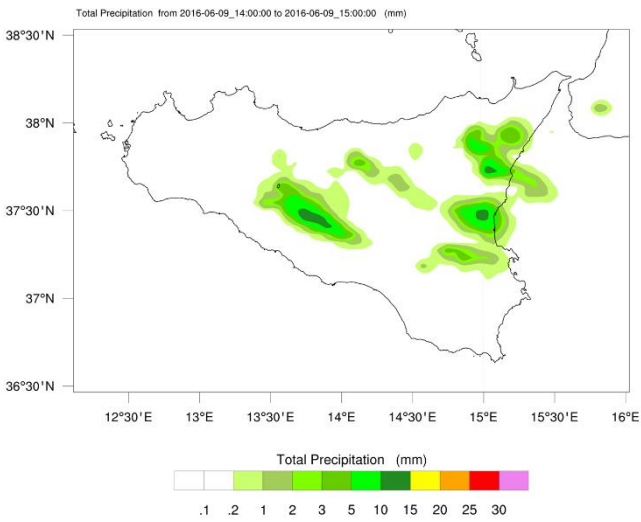 Total Precipitation from 2016-06-09_14:00:00 to 2016-06-09_15:00:00 (mm)
38°30'N
38°N
37°30'N
37°N
36°30'N
12°30'E 13°E 13°30'E 14°E 14°30'E 15°E 15°30'E 16°E
Total Precipitation (mm)
.1 .2 1 2 3 5 10 15 20 25 30